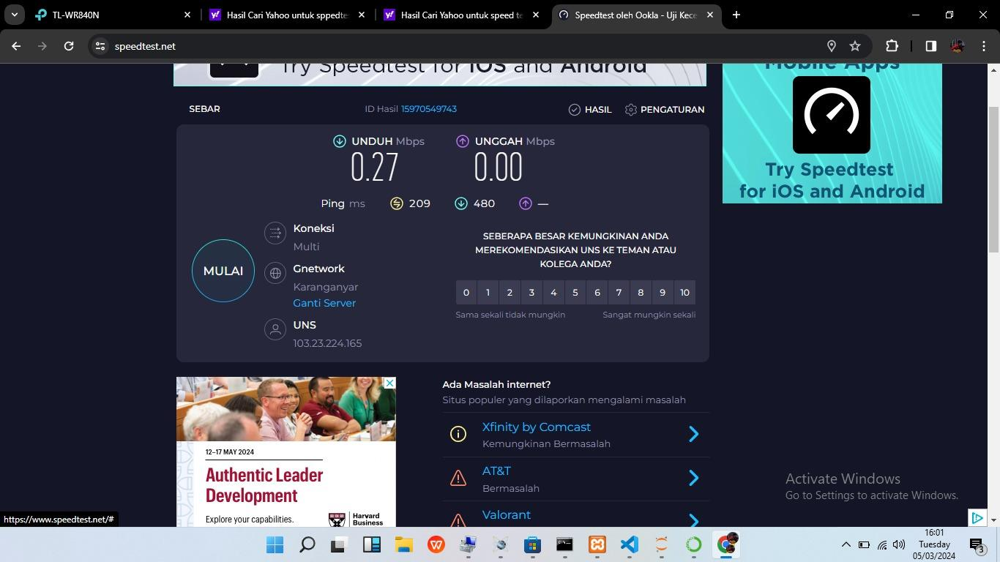 TL-WR840N
Hasil Cari Yahoo untuk sppedtes
Hasil Cari Yahoo untuk speed te
Speedtest oleh Ookla - Uji Kece
speedtest.net
Try Speedtest for iOS and Android
Mobile Apps
SEBAR
ID Hasil 15970549743
HASIL
PENGATURAN
UNDUH Mbps
UNGGAH Mbps
0.27
0.00
Try Speedtest
for iOS and Android
Ping ms
209
480
—
Koneksi
Multi
Gnetwork
Karanganyar
Ganti Server
UNS
103.23.224.165
MULAI
SEBERAPA BESAR KEMUNGKINAN ANDA
MEREKOMENDASIKAN UNS KE TEMAN ATAU
KOLEGA ANDA?
0 1 2 3 4 5 6 7 8 9 10
Sama sekali tidak mungkin
Sangat mungkin sekali
12–17 MAY 2024
Authentic Leader
Development
Explore your capabilities.
Harvard
Business
Ada Masalah internet?
Situs populer yang dilaporkan mengalami masalah
Xfinity by Comcast
Kemungkinan Bermasalah
AT&T
Bermasalah
Valorant
Activate Windows
Go to Settings to activate Windows.
https://www.speedtest.net/#
16:01
Tuesday
05/03/2024
3